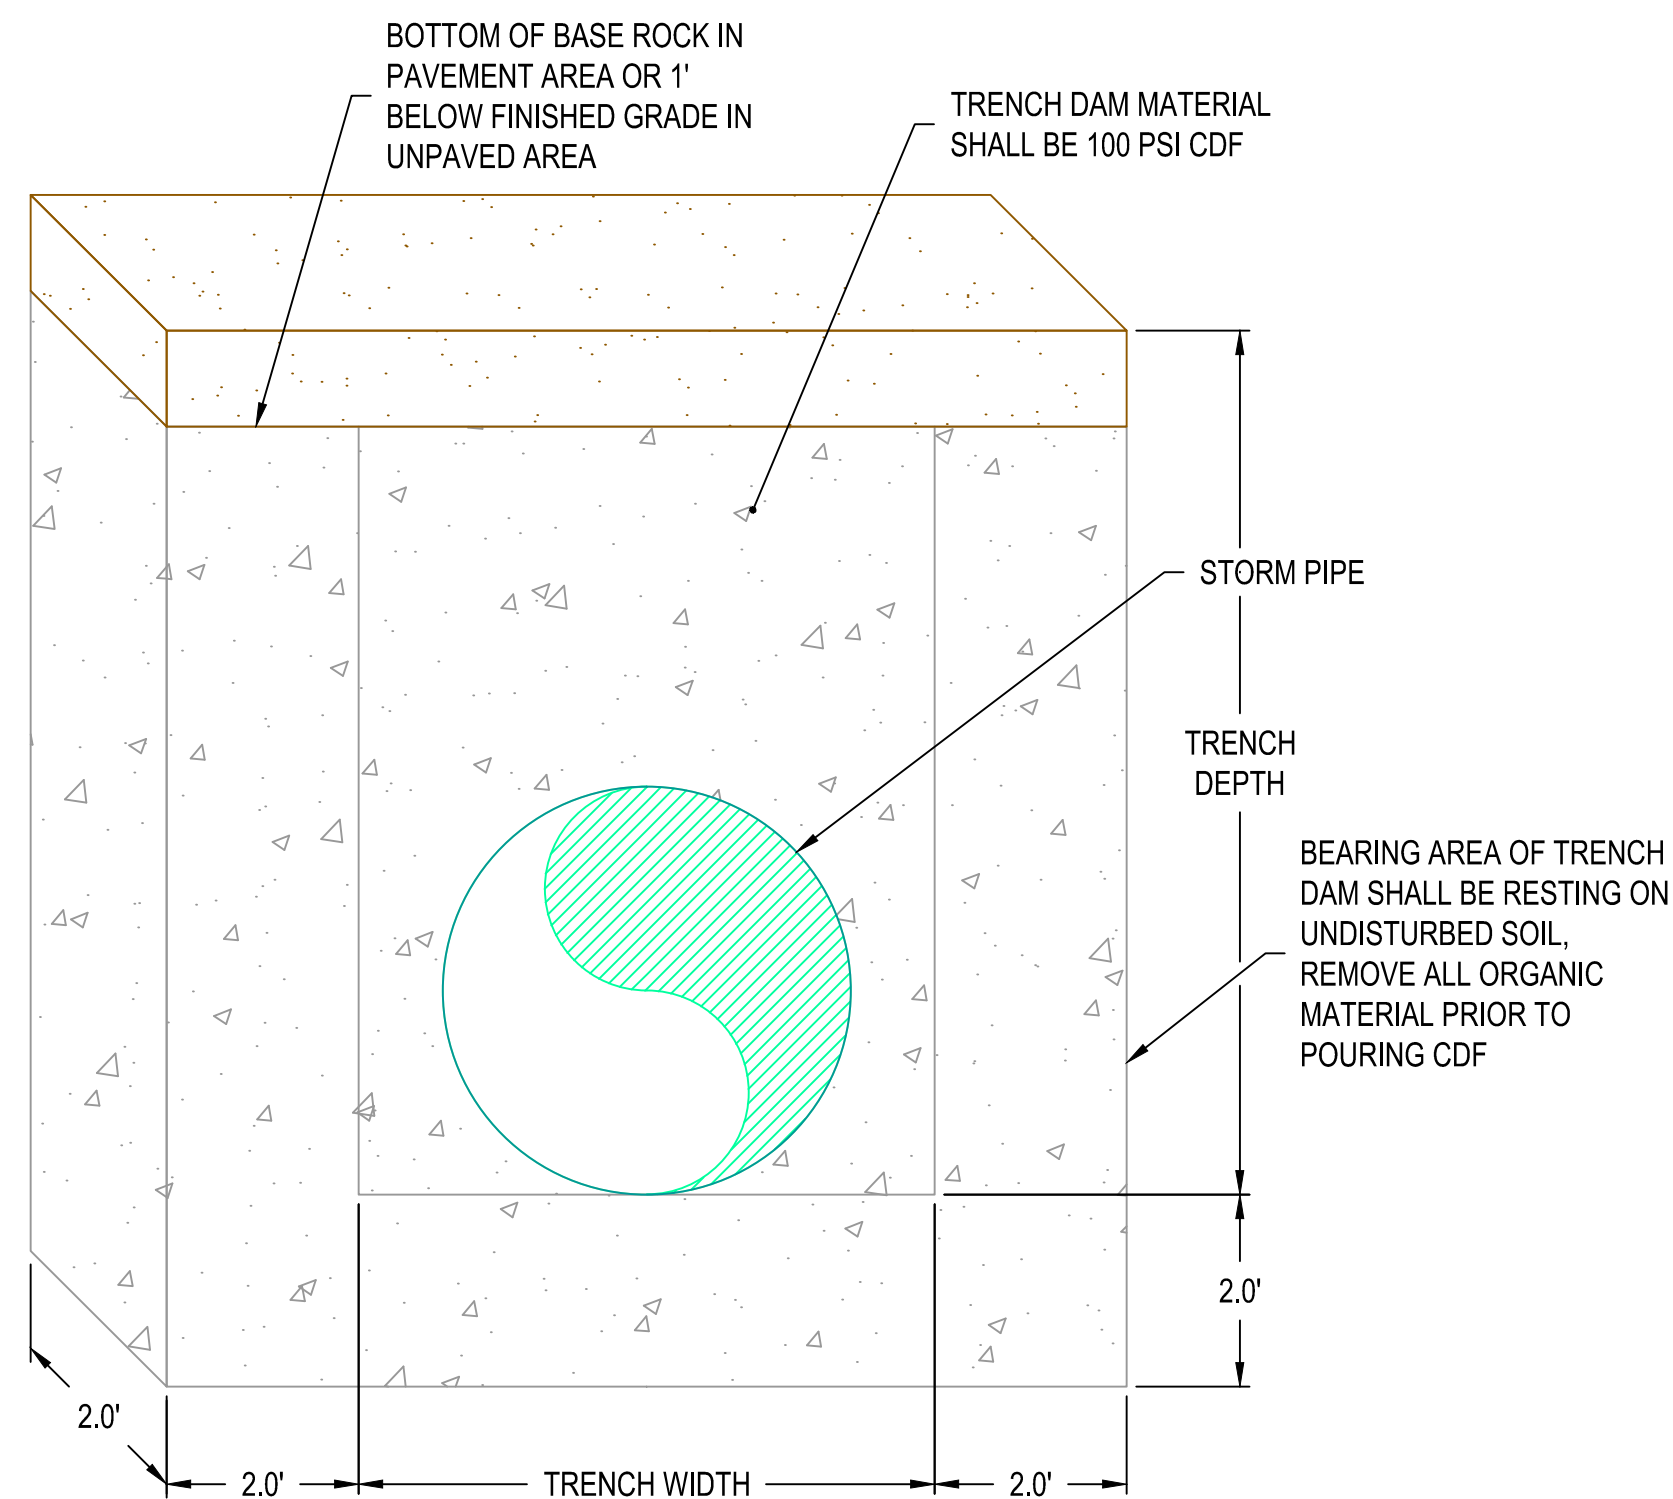 BOTTOM OF BASE ROCK IN
PAVEMENT AREA OR 1'
BELOW FINISHED GRADE IN
UNPAVED AREA
TRENCH DAM MATERIAL
SHALL BE 100 PSI CDF
STORM PIPE
TRENCH
DEPTH
BEARING AREA OF TRENCH
DAM SHALL BE RESTING ON
UNDISTURBED SOIL,
REMOVE ALL ORGANIC
MATERIAL PRIOR TO
POURING CDF
2.0'
2.0'
2.0'
TRENCH WIDTH
2.0'